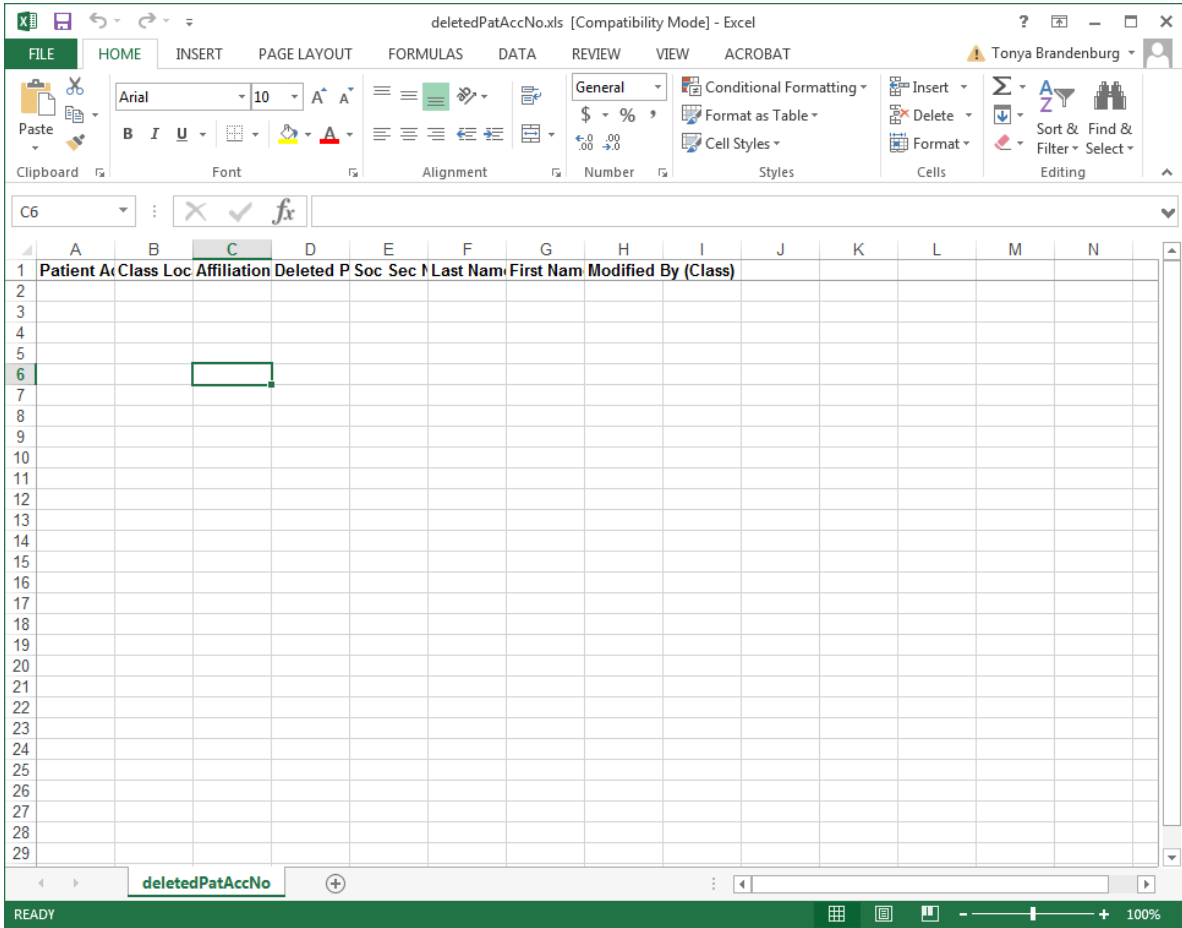 deletedPatAccNo.xls [Compatibility Mode] - Excel ?
FILE HOME INSERT PAGE LAYOUT FORMULAS DATA REVIEW VIEW ACROBAT Tonya Brandenburg
Arial 10 A A General Conditional Formatting Insert Σ A Z
Paste $ % , Format as Table Delete Sort & Find &
B I U A .0 .00 .00 .0 Cell Styles Format Filter Select
Clipboard Font Alignment Number Styles Cells Editing
C6 fx
A B C D E F G H I J K L M N
1 Patient Ac Class Loc Affiliation Deleted P Soc Sec N Last Nam First Nam Modified By (Class)
2
3
4
5
6
7
8
9
10
11
12
13
14
15
16
17
18
19
20
21
22
23
24
25
26
27
28
29
deletedPatAccNo
READY 100%